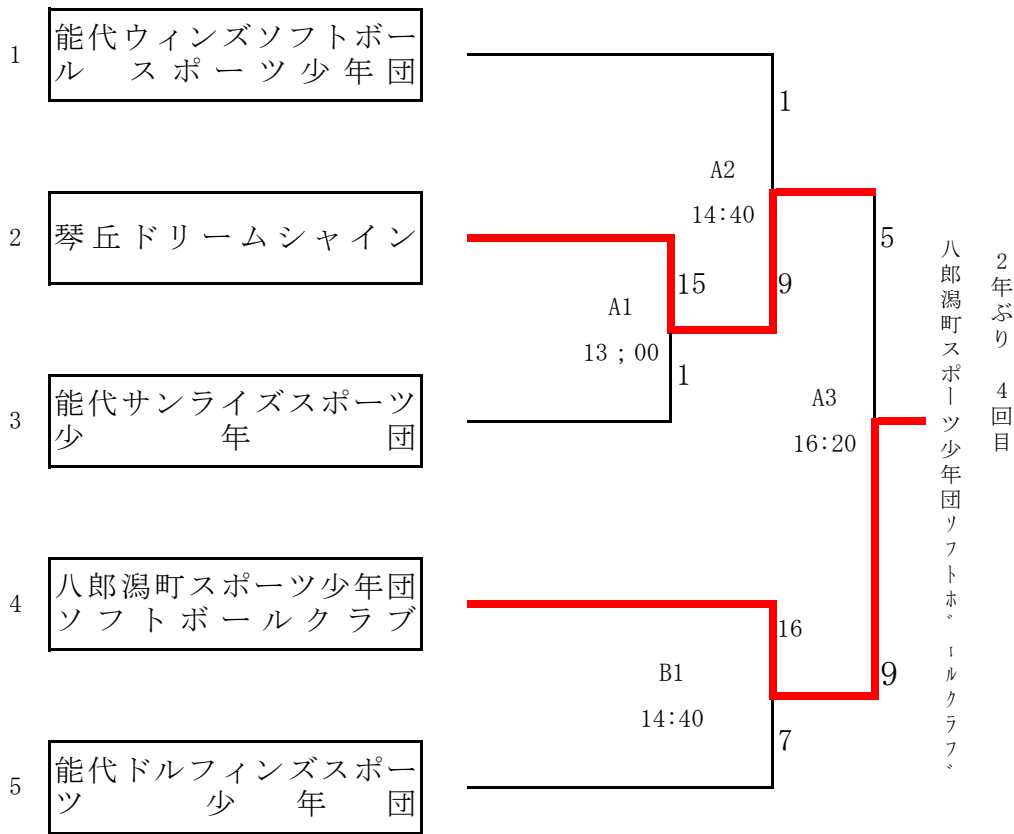 1
能代ウィンズソフトボー
ル スポーツ少年団
2
琴丘ドリームシャイン
3
能代サンライズスポーツ
少年団
4
八郎潟町スポーツ少年団
ソフトボールクラブ
5
能代ドルフィンズスポー
ツ少年団
1
A2
14:40
9
15
A1
13;00
1
5
A3
16:20
9
16
B1
14:40
7
2年ぶり 4回目
八郎潟町スポーツ少年団ソフトボールクラブ